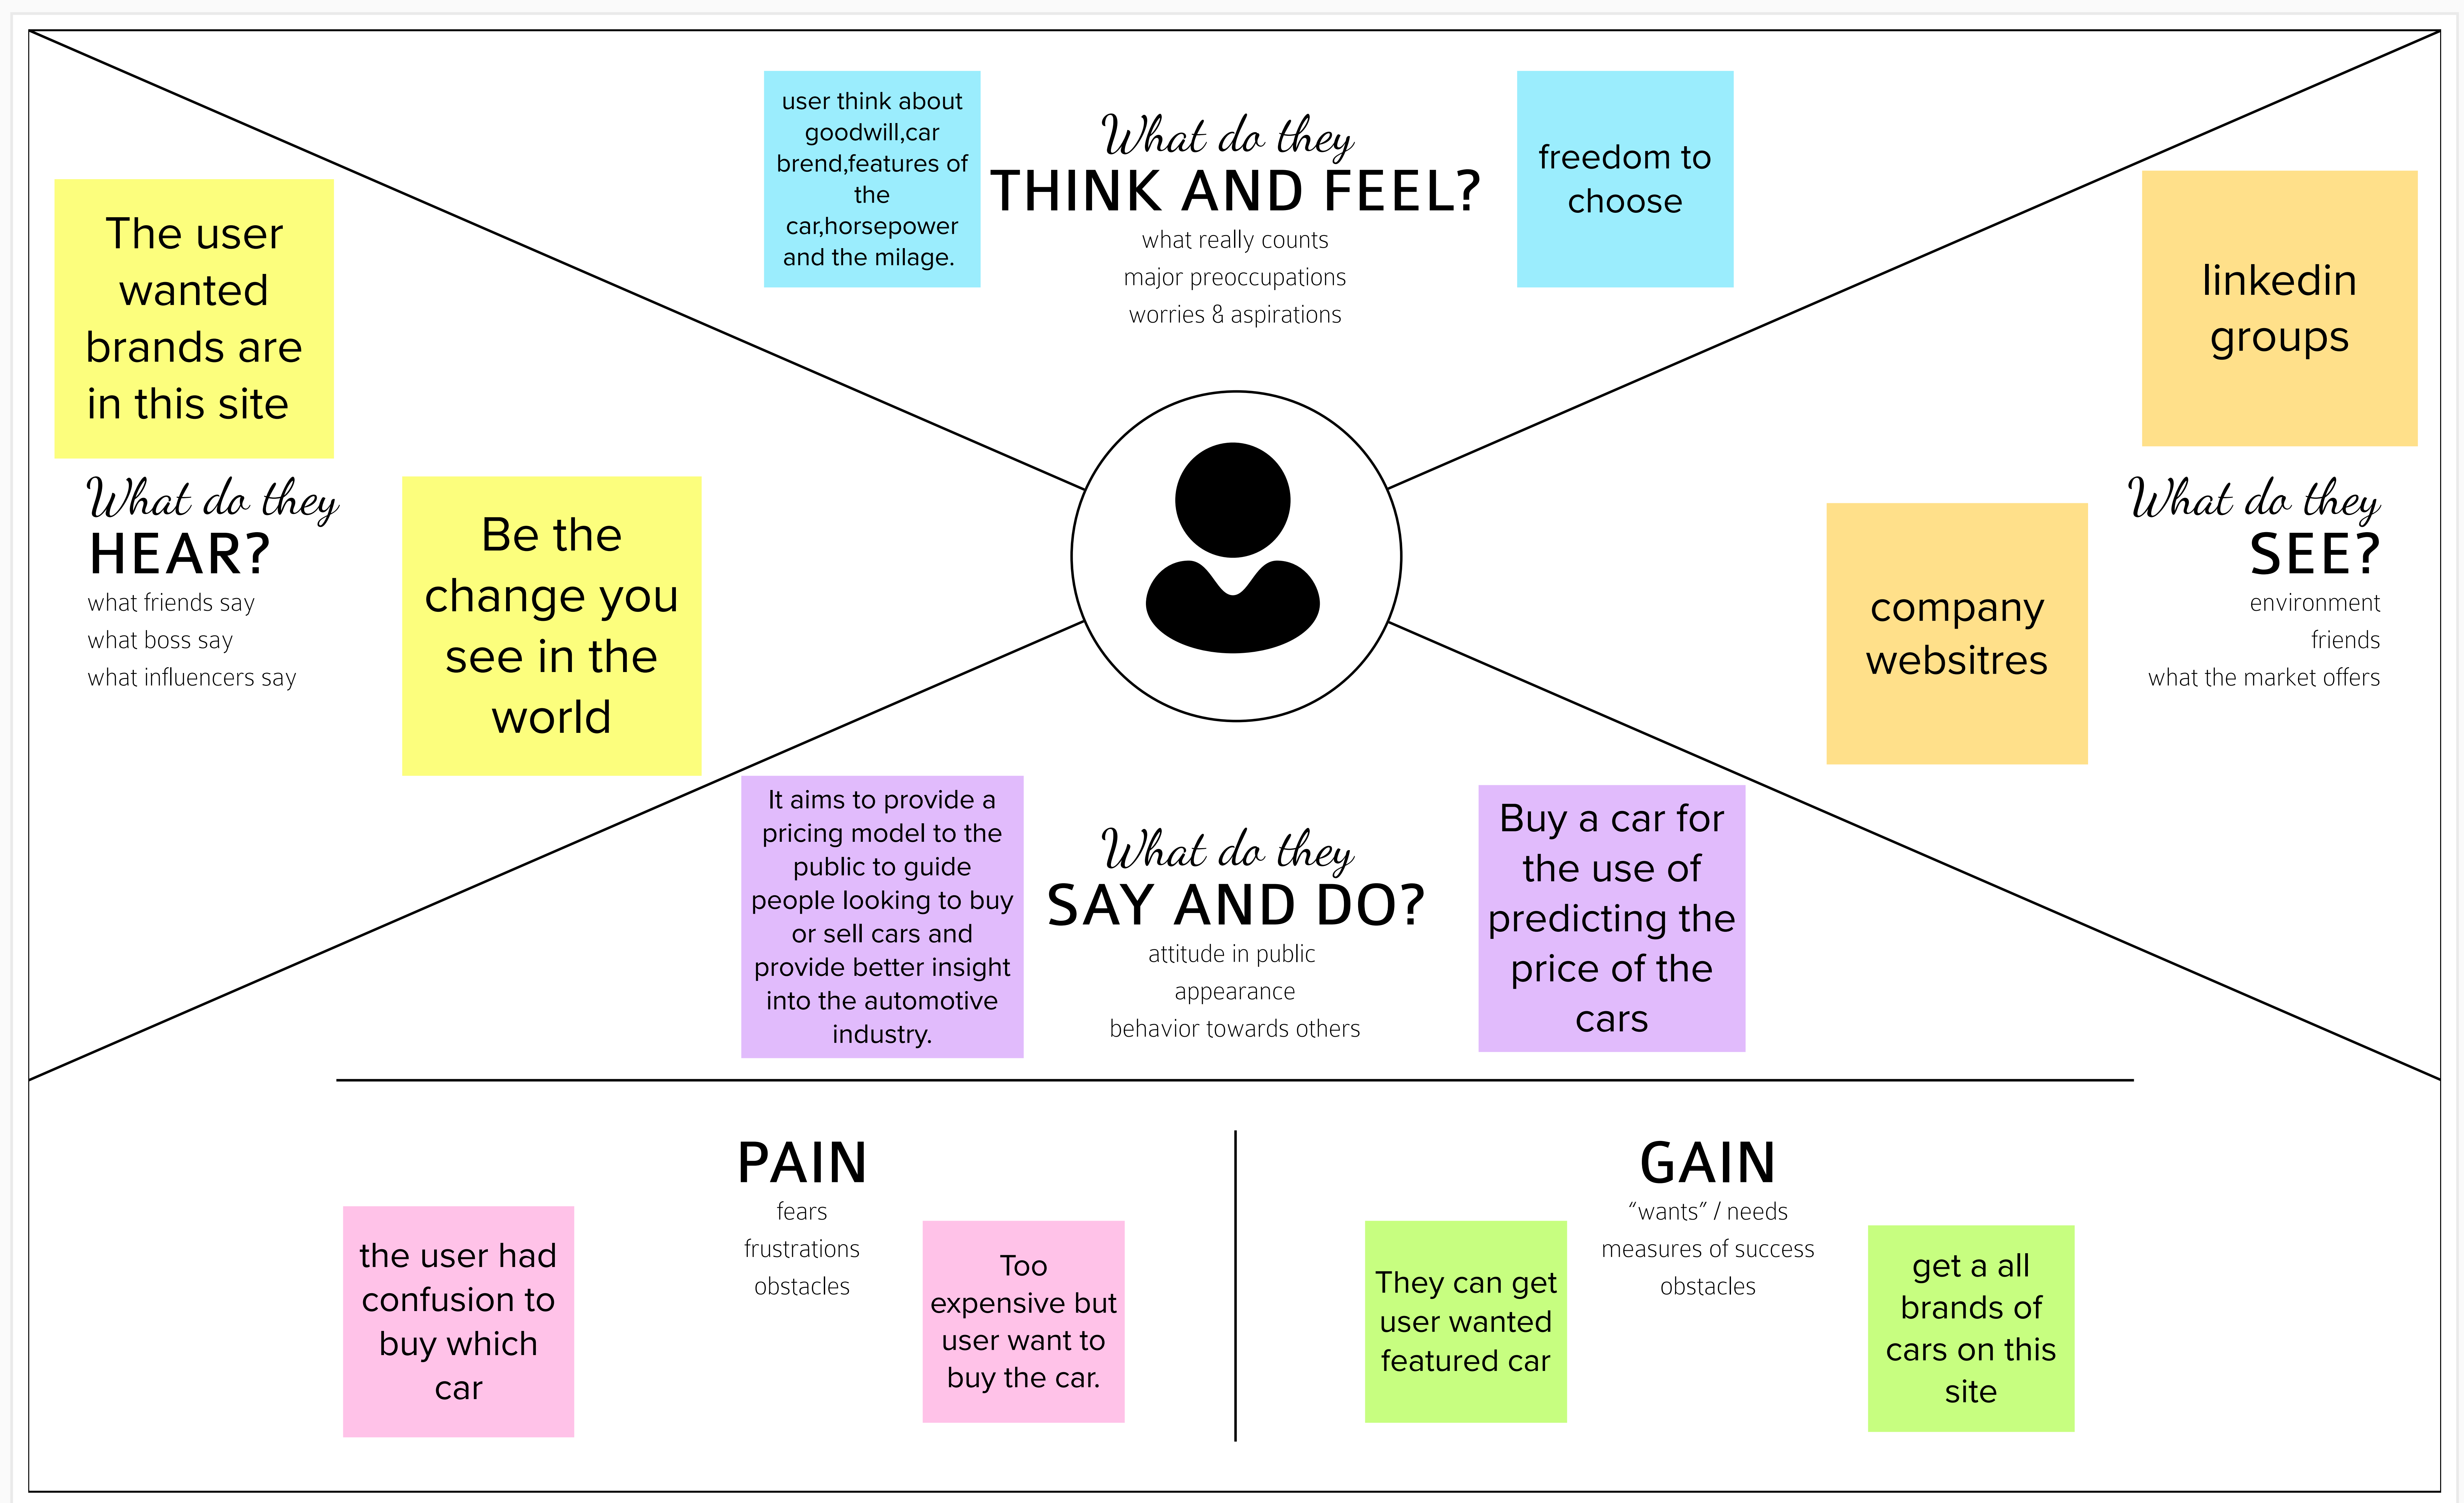 user think about
goodwill,car
brend,features of
the
car,horsepower
and the milage.
What do they
THINK AND FEEL?
what really counts
major preoccupations
worries & aspirations
freedom to
choose
The user
wanted
brands are
in this site
What do they
HEAR?
what friends say
what boss say
what influencers say
Be the
change you
see in the
world
linkedin
groups
What do they
SEE?
environment
friends
what the market offers
company
websitres
It aims to provide a
pricing model to the
public to guide
people looking to buy
or sell cars and
provide better insight
into the automotive
industry.
What do they
SAY AND DO?
attitude in public
appearance
behavior towards others
Buy a car for
the use of
predicting the
price of the
cars
PAIN
fears
frustrations
obstacles
the user had
confusion to
buy which
car
Too
expensive but
user want to
buy the car.
GAIN
“wants” / needs
measures of success
obstacles
They can get
user wanted
featured car
get a all
brands of
cars on this
site